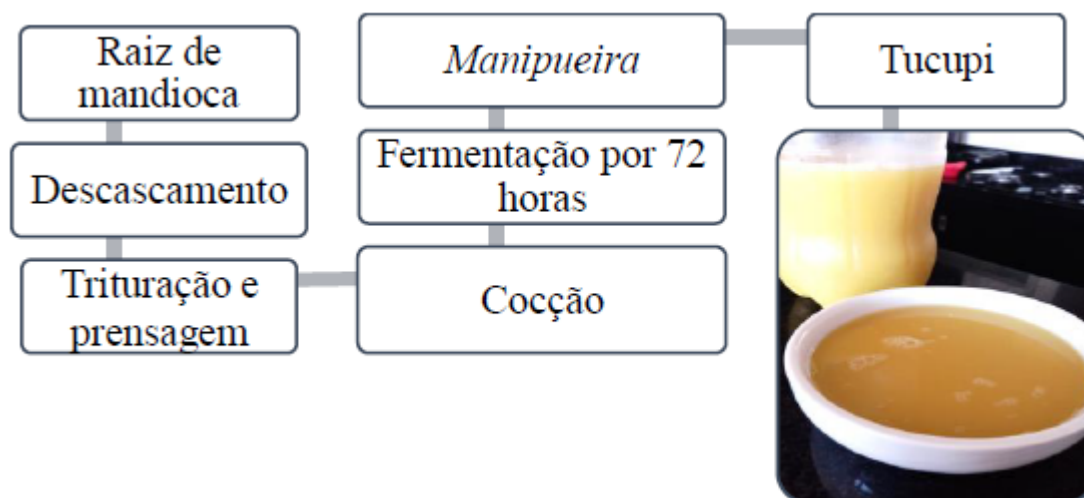 Raiz de
mandioca
Descascamento
Trituração e
prensagem
Cocção
Fermentação por 72
horas
Manipueira
Tucupi